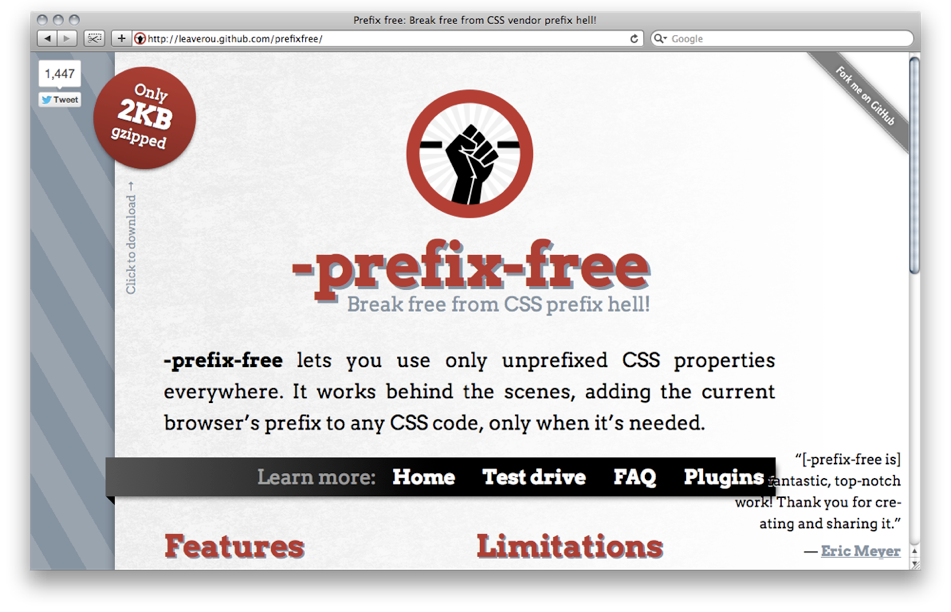 Prefix free: Break free from CSS vendor prefix hell!
http://leaverou.github.com/prefixfree/
Google
1,447
Tweet
Only
2KB
gzipped
Fork me on GitHub
Click to download →
-prefix-free
Break free from CSS prefix hell!
-prefix-free lets you use only unprefixed CSS properties
everywhere. It works behind the scenes, adding the current
browser’s prefix to any CSS code, only when it’s needed.
Learn more: Home Test drive FAQ Plugins
“[-prefix-free is]
fantastic, top-notch
work! Thank you for cre-
ating and sharing it.”
— Eric Meyer
Features
Limitations